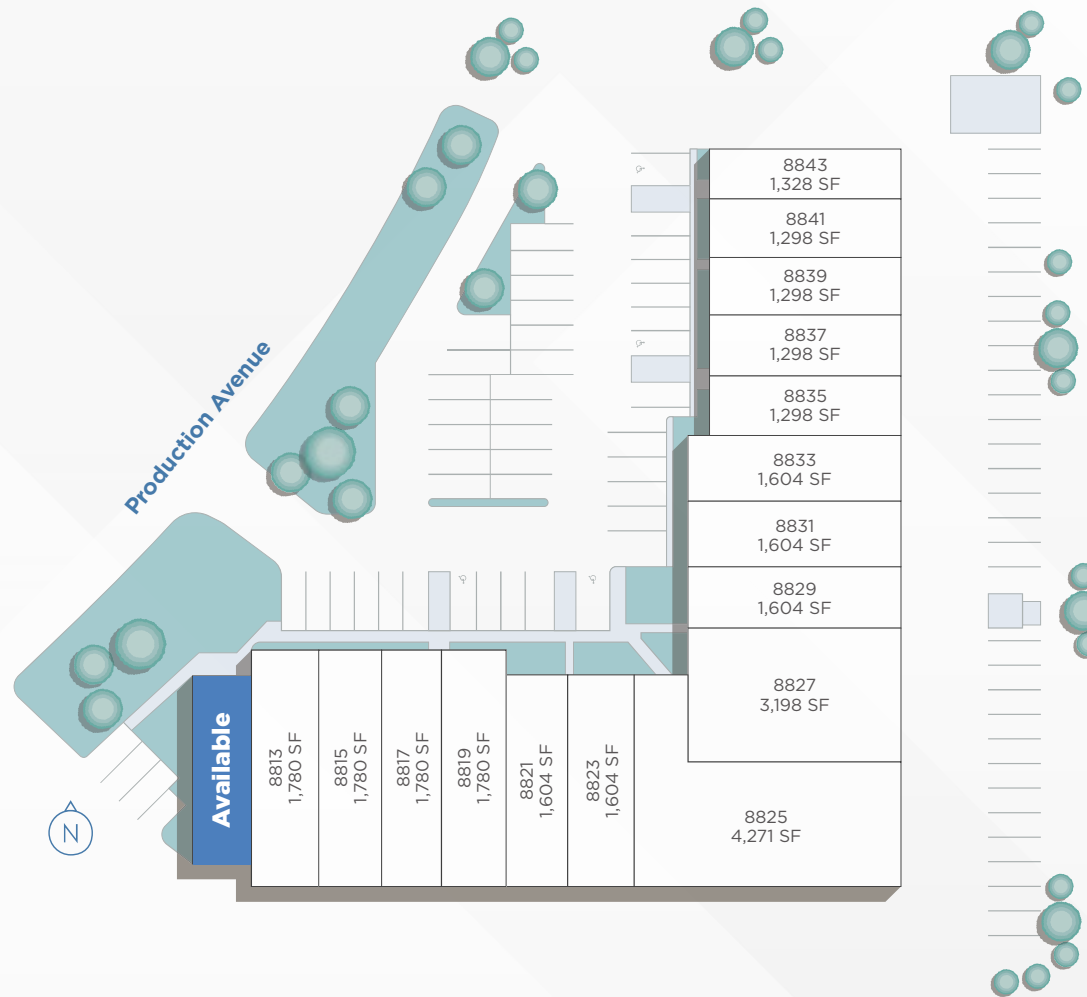 8843
1,328 SF
8841
1,298 SF
8839
1,298 SF
8837
1,298 SF
8835
1,298 SF
8833
1,604 SF
8831
1,604 SF
8829
1,604 SF
8827
3,198 SF
8825
4,271 SF
Production Avenue
Available
8813
1,780 SF
8815
1,780 SF
8817
1,780 SF
8819
1,780 SF
8821
1,604 SF
8823
1,604 SF
N